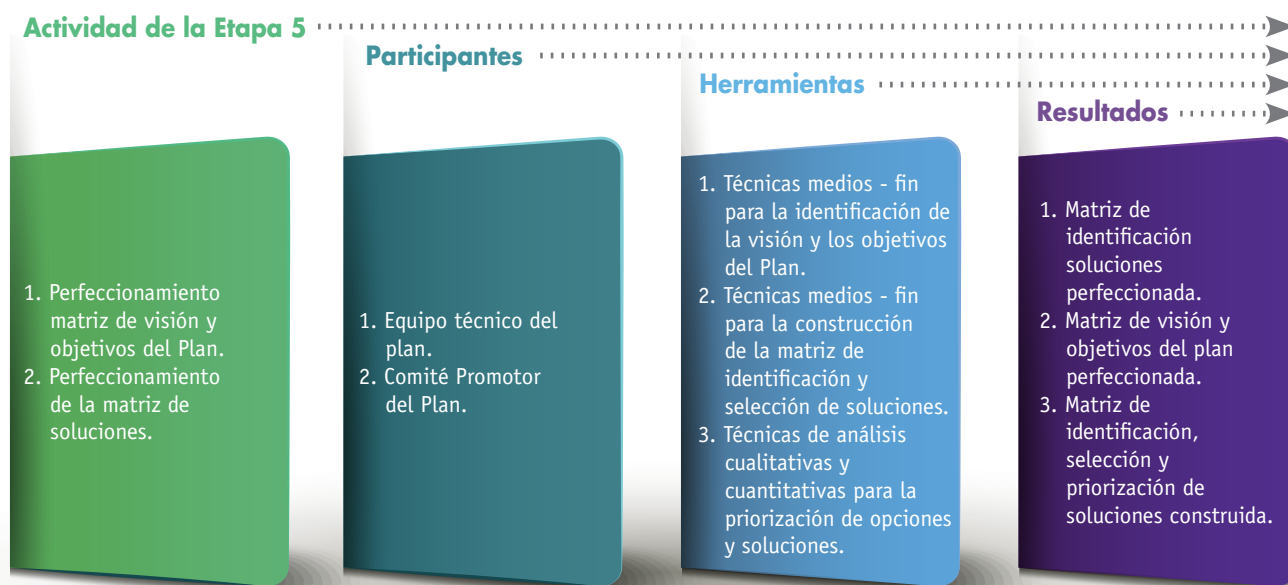 Actividad de la Etapa 5
Participantes
Herramientas
Resultados
1. Perfeccionamiento
matriz de visión y
objetivos del Plan.
2. Perfeccionamiento
de la matriz de
soluciones.
1. Equipo técnico del
plan.
2. Comité Promotor
del Plan.
1. Técnicas medios - fin
para la identificación de
la visión y los objetivos
del Plan.
2. Técnicas medios - fin
para la construcción
de la matriz de
identificación y
selección de soluciones.
3. Técnicas de análisis
cualitativas y
cuantitativas para la
priorización de opciones
y soluciones.
1. Matriz de
identificación
soluciones
perfeccionada.
2. Matriz de visión y
objetivos del plan
perfeccionada.
3. Matriz de
identificación,
selección y
priorización de
soluciones construida.